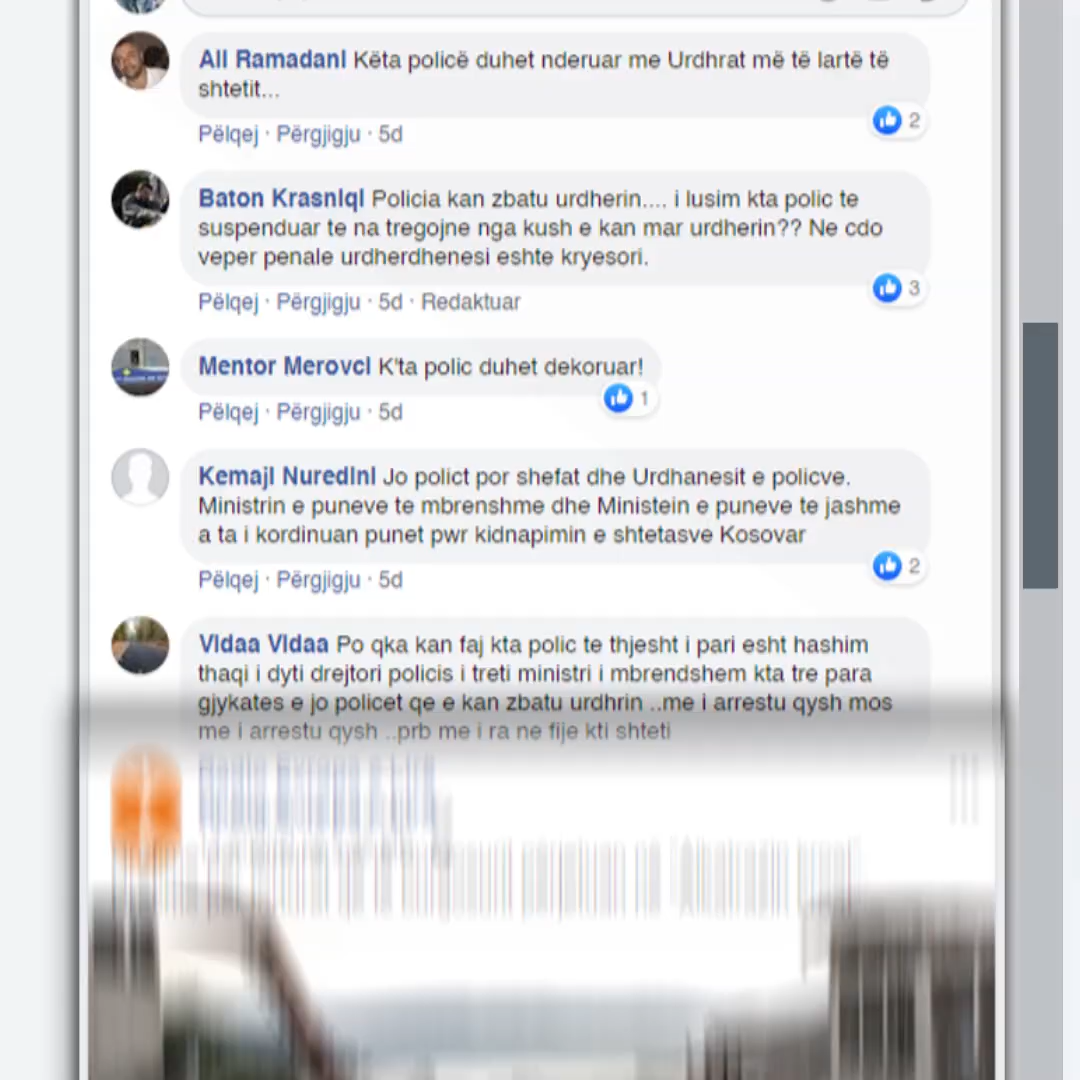 Ali Ramadani Këta policë duhet nderuar me Urdhrat më të lartë të
shtetit...
2
Pëlqej · Përgjigju · 5d
Baton Krasniqi Policia kan zbatu urdherin.... i lusim kta polic te
suspenduar te na tregojne nga kush e kan mar urdherin?? Ne cdo
veper penale urdherdhenesi eshte kryesori.
3
Pëlqej · Përgjigju · 5d · Redaktuar
Mentor Merovci K'ta polic duhet dekoruar!
1
Pëlqej · Përgjigju · 5d
Kemajl Nuredini Jo polict por shefat dhe Urdhanesit e policve.
Ministrin e puneve te mbrenshme dhe Ministein e puneve te jashme
a ta i kordinuan punet pwr kidnapimin e shtetasve Kosovar
2
Pëlqej · Përgjigju · 5d
Vidaa Vidaa Po qka kan faj kta polic te thjesht i pari esht hashim
thaqi i dyti drejtori policis i treti ministri i mbrendshem kta tre para
gjykates e jo policet qe e kan zbatu urdhrin ..me i arrestu qysh mos
me i arrestu qysh ..prb me i ra ne fije kti shteti